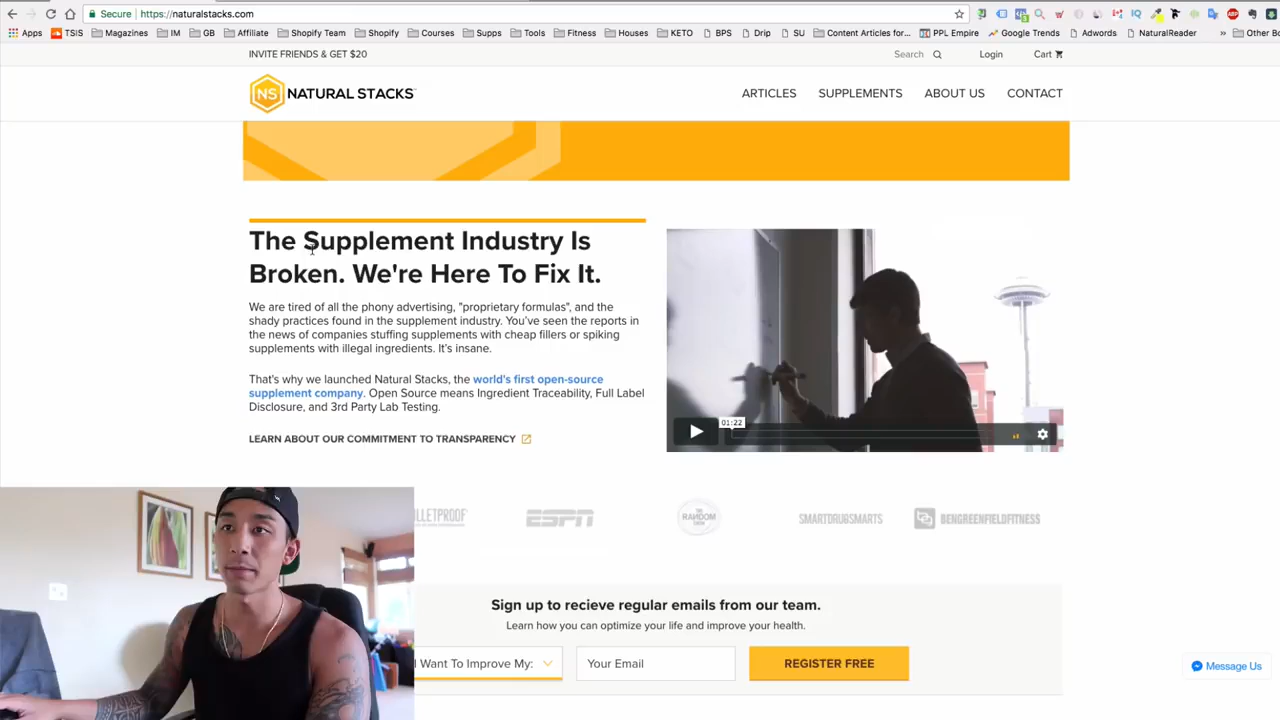 Secure https://naturalstacks.com
Apps TSIS Magazines IM GB Affiliate Shopify Team Shopify Courses Supps Tools Fitness Houses KETO BPS Drip SU Content Articles for... PPL Empire Google Trends Adwords NaturalReader » Other Bo
INVITE FRIENDS & GET $20 Search Login Cart
NS NATURAL STACKS ARTICLES SUPPLEMENTS ABOUT US CONTACT
The Supplement Industry Is
Broken. We're Here To Fix It.
We are tired of all the phony advertising, "proprietary formulas", and the
shady practices found in the supplement industry. You've seen the reports in
the news of companies stuffing supplements with cheap fillers or spiking
supplements with illegal ingredients. It's insane.
That's why we launched Natural Stacks, the world's first open-source
supplement company. Open Source means Ingredient Traceability, Full Label
Disclosure, and 3rd Party Lab Testing.
LEARN ABOUT OUR COMMITMENT TO TRANSPARENCY
01:22
LLETPROOF ESPN THE RANDOM SHOW SMARTDRUGSMARTS BENGREENFIELDFITNESS
Sign up to recieve regular emails from our team.
Learn how you can optimize your life and improve your health.
I Want To Improve My: Your Email REGISTER FREE
Message Us